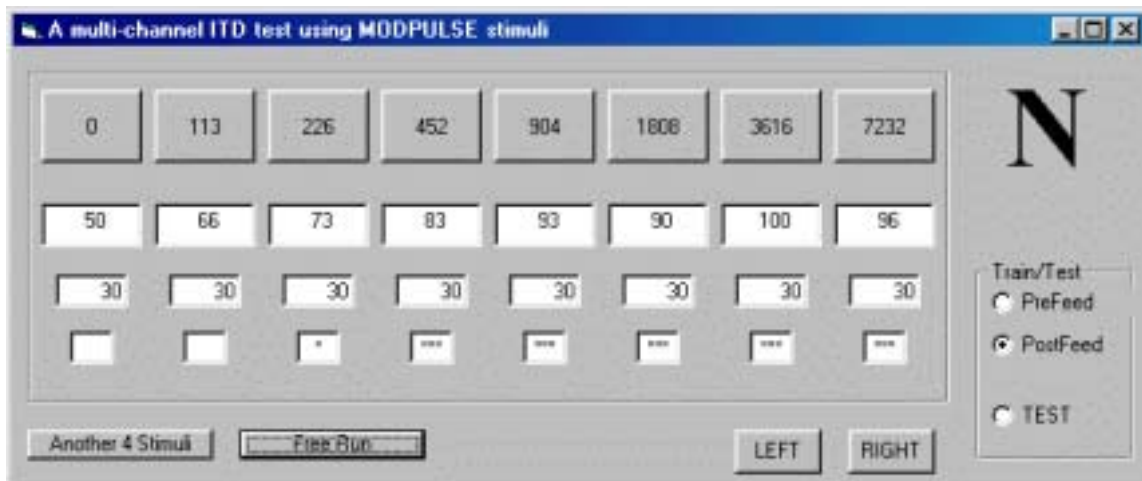 A multi-channel ITD test using MODPULSE stimuli
0 113 226 452 904 1808 3616 7232
N
50 66 73 83 93 90 100 96
30 30 30 30 30 30 30 30
* *** *** *** *** ***
Train/Test
PreFeed
PostFeed
TEST
Another 4 Stimuli Free Run LEFT RIGHT